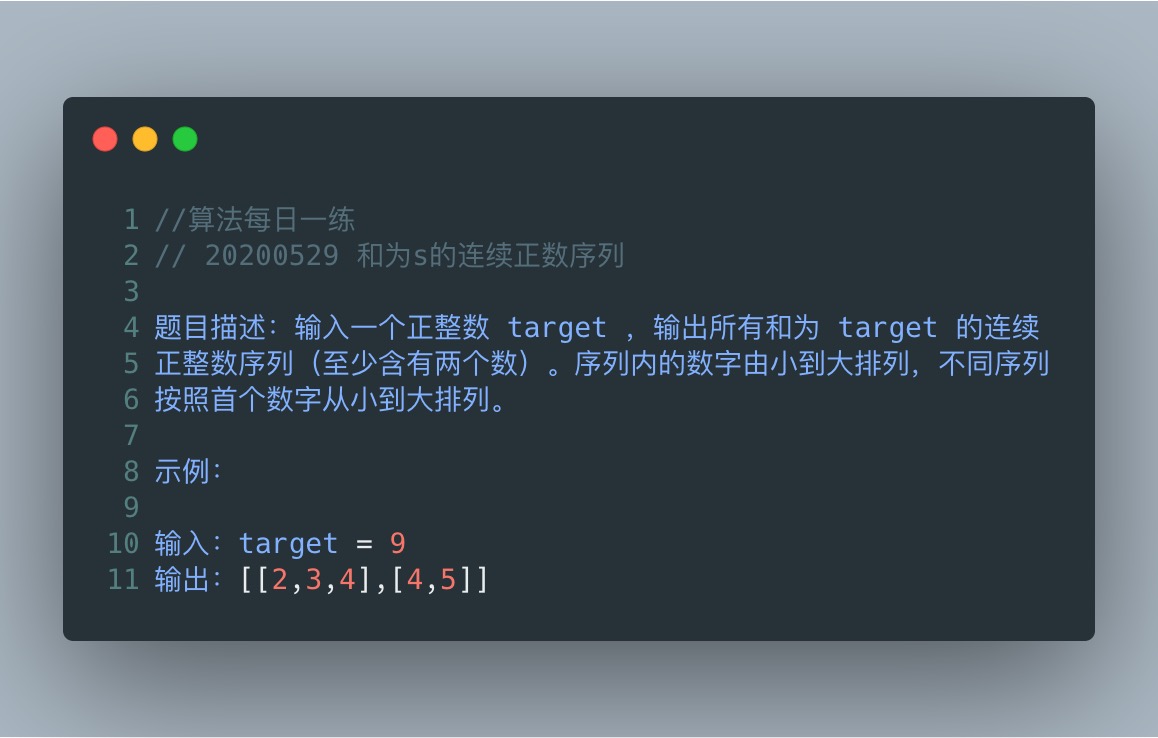 1 //算法每日一练
2 // 20200529 和为s的连续正数序列
3
4 题目描述：输入一个正整数 target ，输出所有和为 target 的连续
5 正整数序列（至少含有两个数）。序列内的数字由小到大排列，不同序列
6 按照首个数字从小到大排列。
7
8 示例：
9
10 输入：target = 9
11 输出：[[2,3,4],[4,5]]